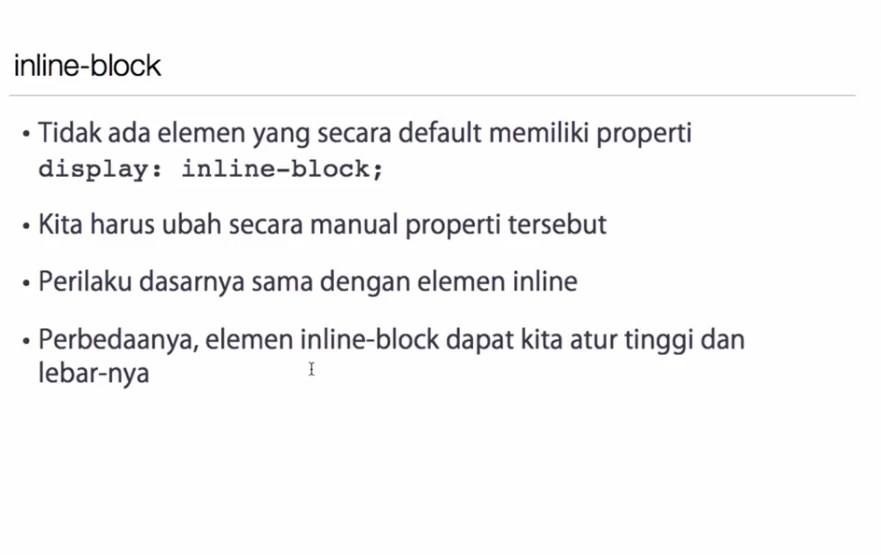 inline-block
• Tidak ada elemen yang secara default memiliki properti
display: inline-block;
• Kita harus ubah secara manual properti tersebut
• Perilaku dasarnya sama dengan elemen inline
• Perbedaanya, elemen inline-block dapat kita atur tinggi dan
lebar-nya